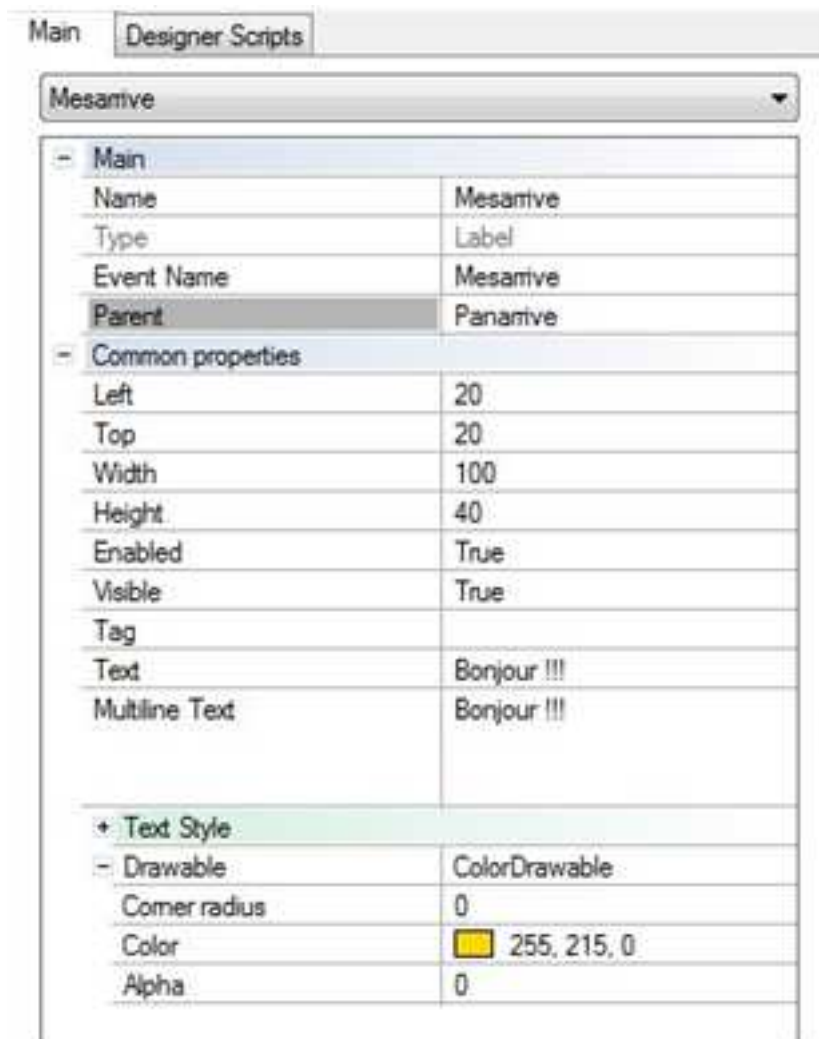 Main Designer Scripts
Mesarrive
Main
Name Mesarrive
Type Label
Event Name Mesarrive
Parent Panarrive
Common properties
Left 20
Top 20
Width 100
Height 40
Enabled True
Visible True
Tag
Text Bonjour !!!
Multiline Text Bonjour !!!
Text Style
Drawable ColorDrawable
Corner radius 0
Color 255, 215, 0
Alpha 0